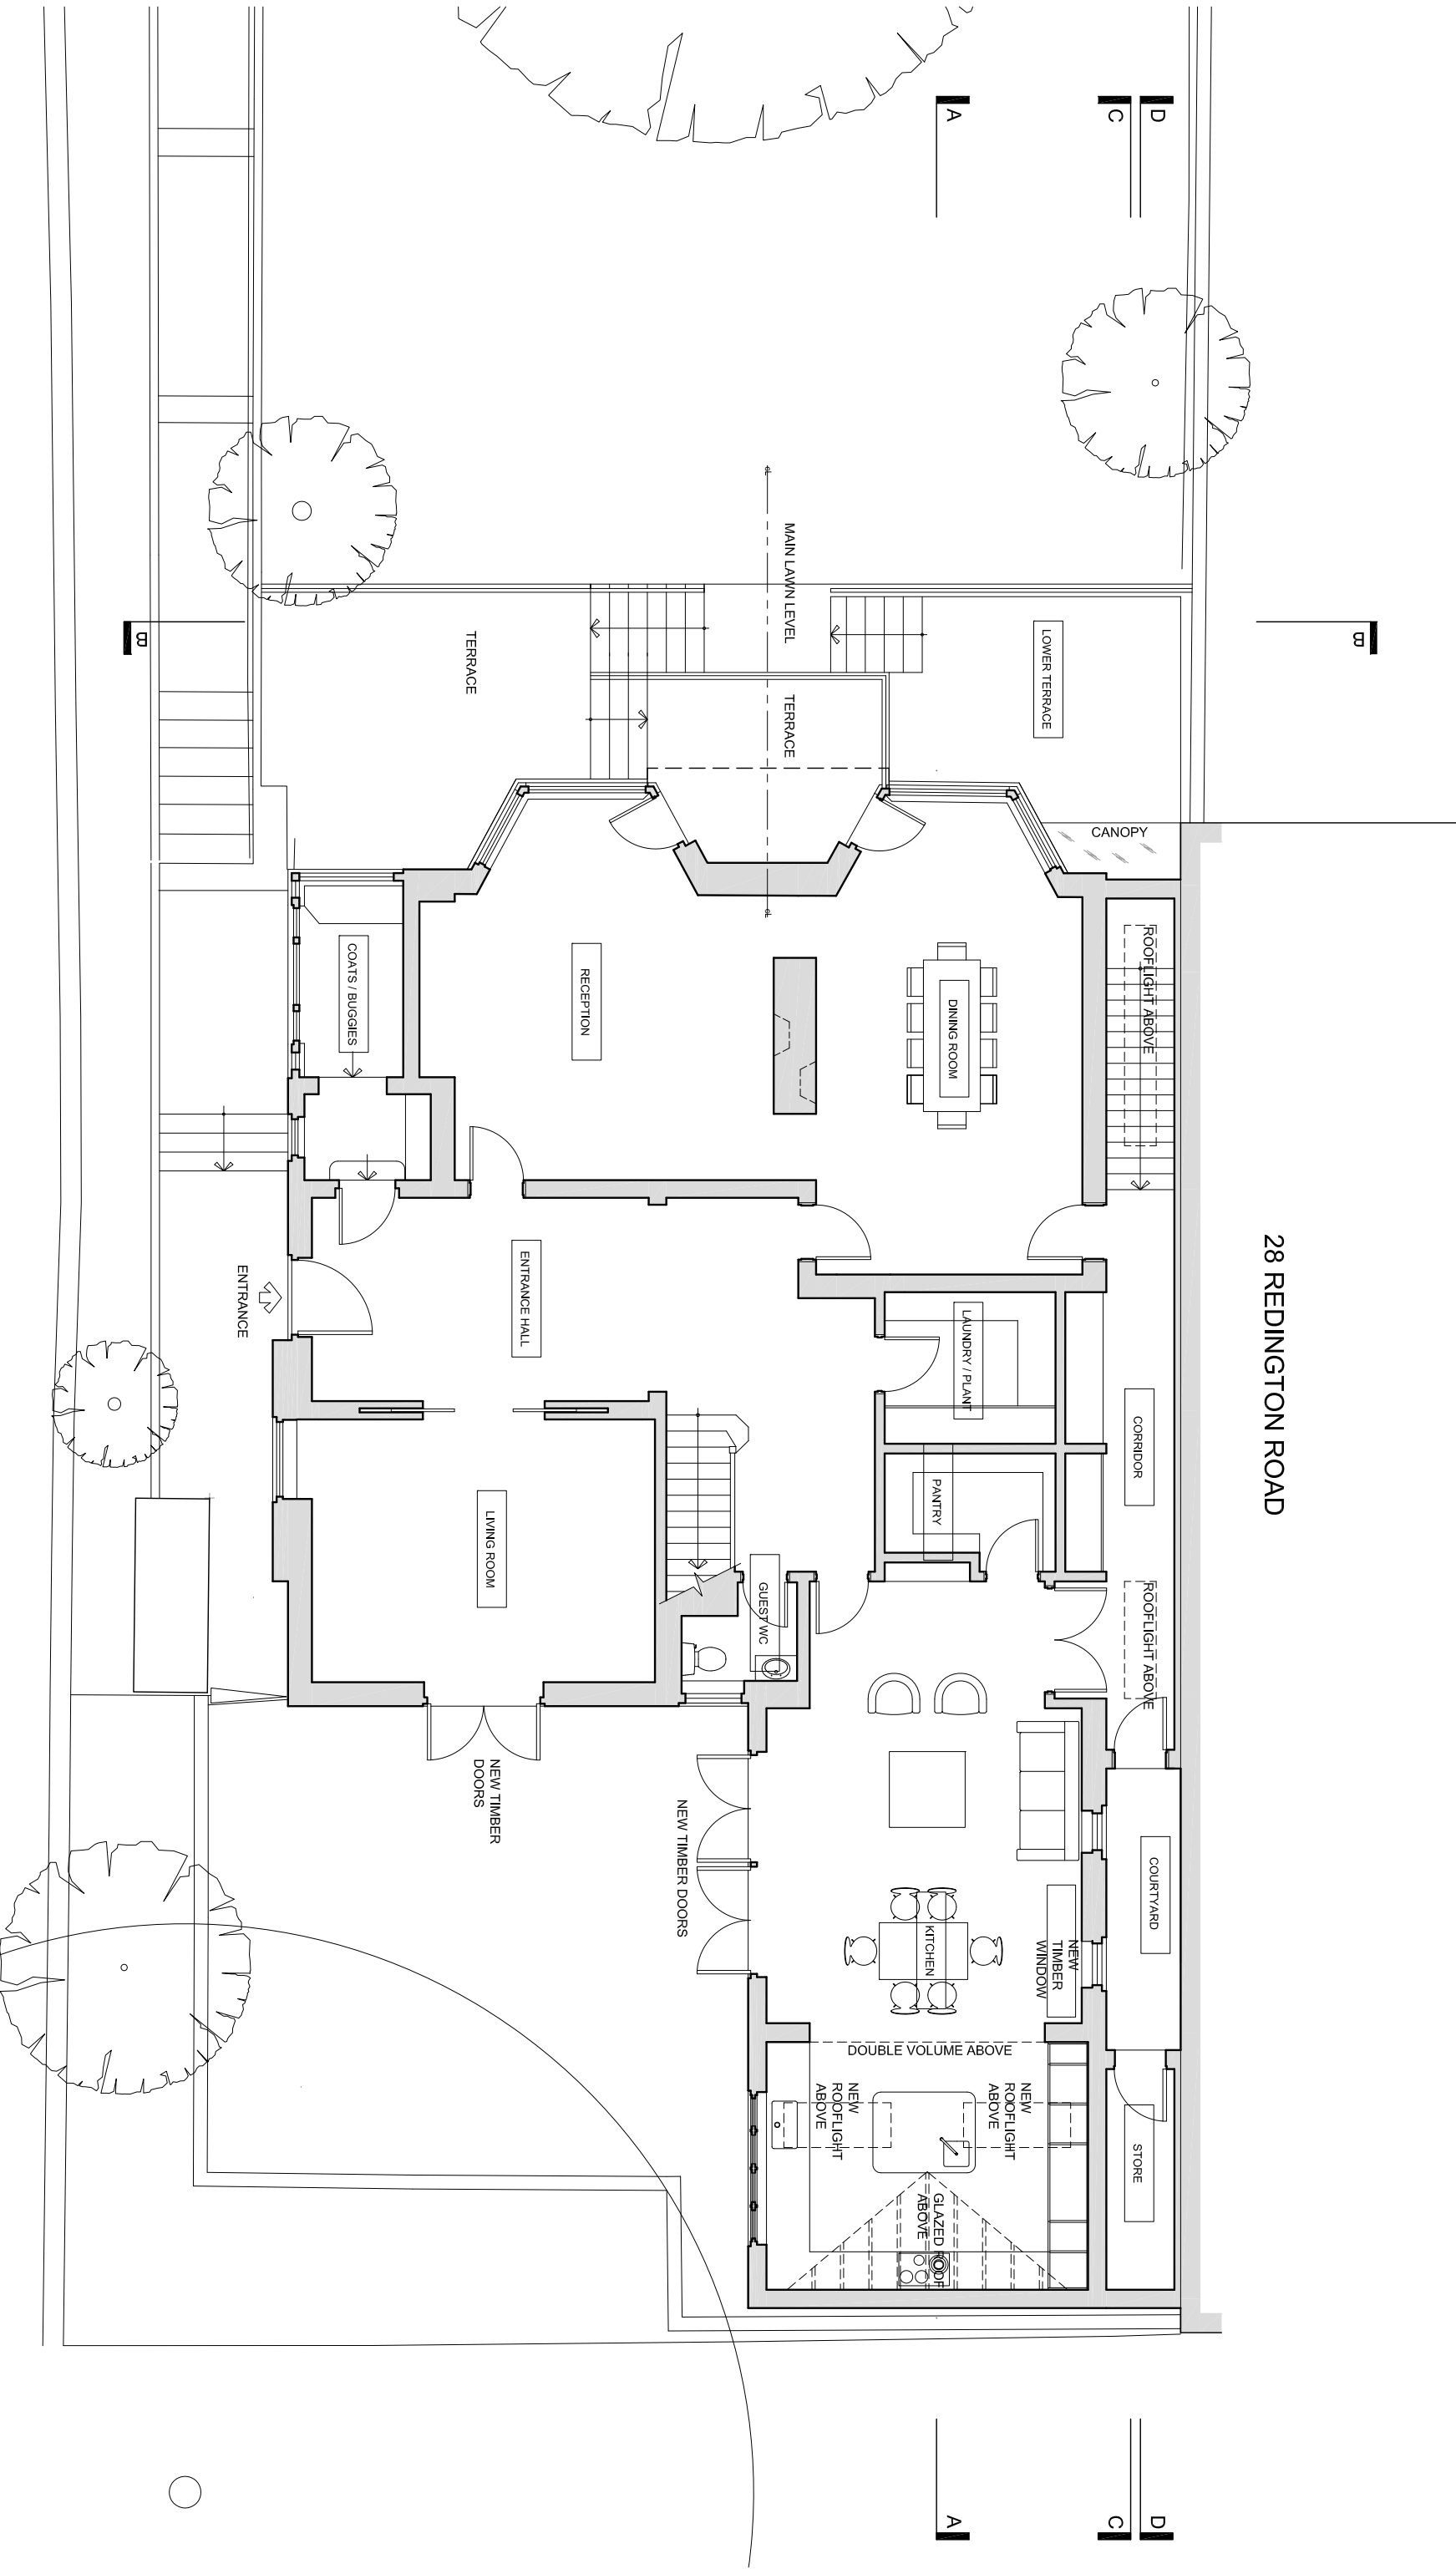 28 REDINGTON ROAD
A
C
D
B
B
MAIN LAWN LEVEL
TERRACE
TERRACE
LOWER TERRACE
CANOPY
COATS / BUGGIES
RECEPTION
DINING ROOM
ROOFLIGHT ABOVE
ENTRANCE
ENTRANCE HALL
LAUNDRY / PLANT
CORRIDOR
PANTRY
LIVING ROOM
GUEST WC
ROOFLIGHT ABOVE
NEW TIMBER
DOORS
NEW TIMBER DOORS
COURTYARD
KITCHEN
NEW
TIMBER
WINDOW
DOUBLE VOLUME ABOVE
NEW
ROOFLIGHT
ABOVE
NEW
ROOFLIGHT
ABOVE
STORE
GLAZED ROOF
ABOVE
A
C
D